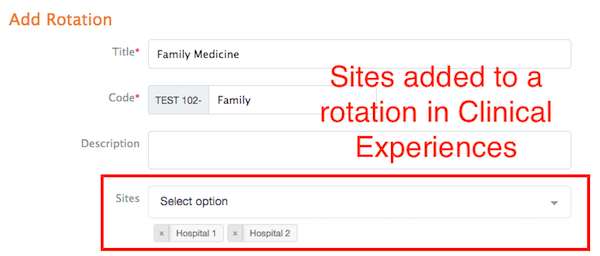 Add Rotation
Title* Family Medicine
Sites added to a
rotation in Clinical
Experiences
Code* TEST 102- Family
Description
Sites Select option
x Hospital 1 x Hospital 2